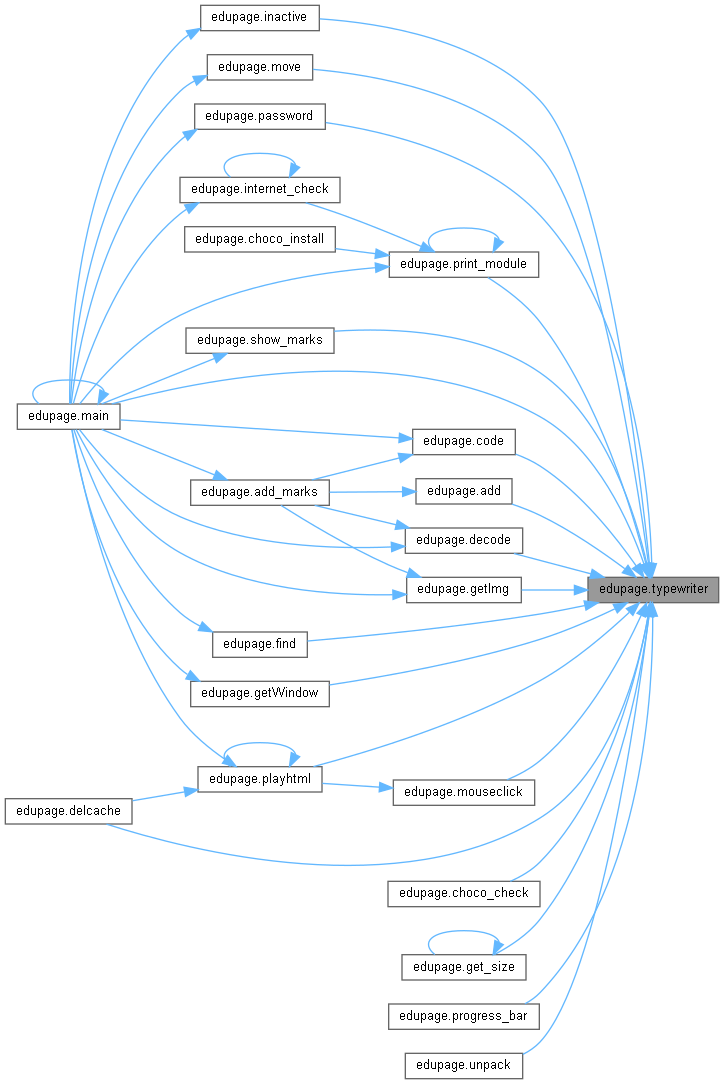 edupage.inactive
edupage.move
edupage.password
edupage.internet_check
edupage.choco_install
edupage.print_module
edupage.show_marks
edupage.main
edupage.code
edupage.add_marks
edupage.add
edupage.decode
edupage.getImg
edupage.typewriter
edupage.find
edupage.getWindow
edupage.playhtml
edupage.mouseclick
edupage.delcache
edupage.choco_check
edupage.get_size
edupage.progress_bar
edupage.unpack